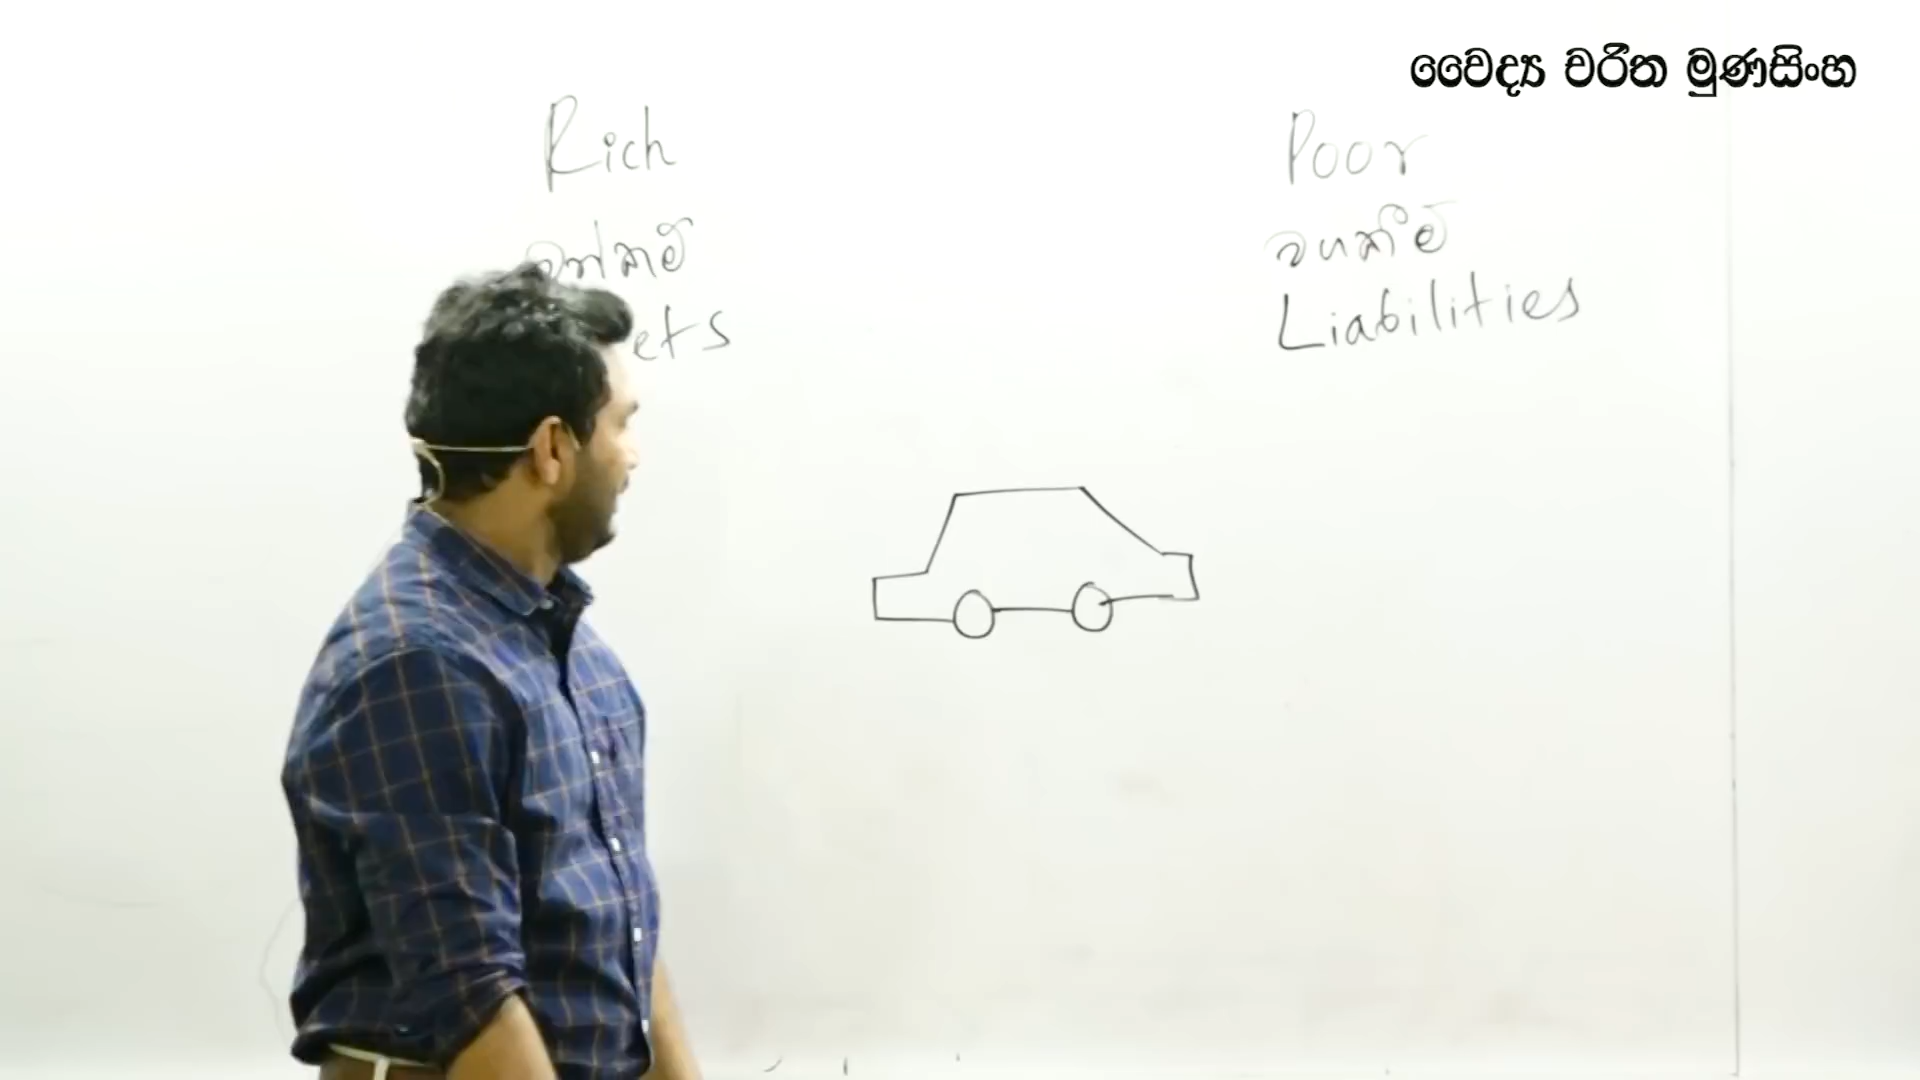 වෛද්‍ය චරිත මුණසිංහ
Rich
Poor
වත්කම්
වගකීම්
Liabilities